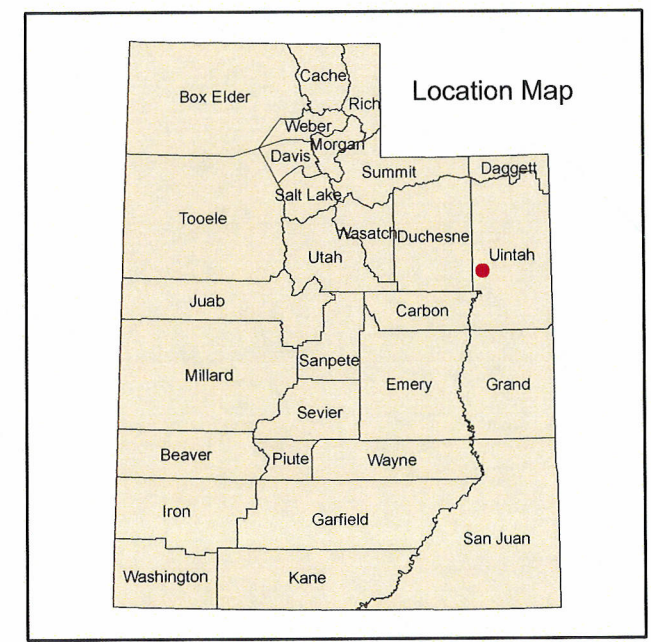 Location Map
Cache
Box Elder
Rich
Weber
Morgan
Davis
Summit
Daggett
Salt Lake
Tooele
Wasatch
Duchesne
Uintah
Utah
Juab
Carbon
Sanpete
Millard
Emery
Grand
Sevier
Beaver
Piute
Wayne
Iron
Garfield
San Juan
Washington
Kane